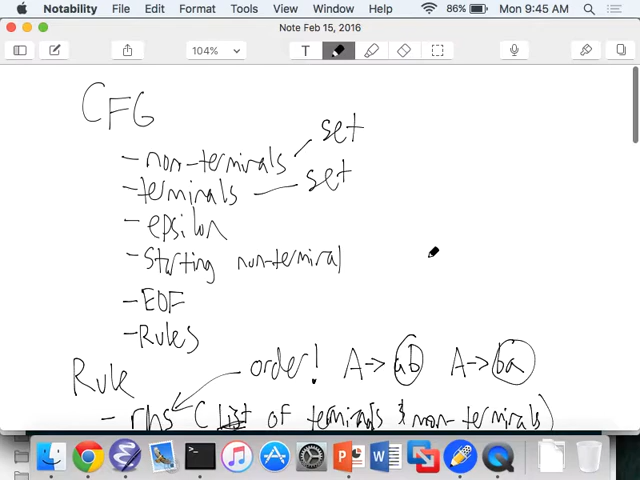 Notability File Edit View Window Help 86% Mon 9:45 AM
Note Feb 15, 2016
104% T
CFG
- non-terminals set
- terminals set
- epsilon
- Starting non-terminal
- EOF
- Rules
Rule order! A -> ab A -> ba
- rhs (List of terminals & non-terminals)